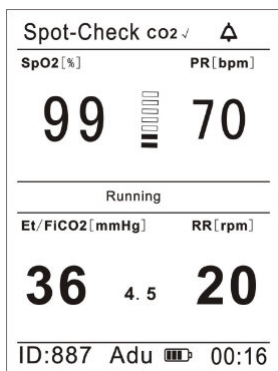 Spot-Check CO2 √
SpO2[%] PR[bpm]
99 70
Running
Et/FiCO2[mmHg] RR[rpm]
36 4.5 20
ID:887 Adu 00:16